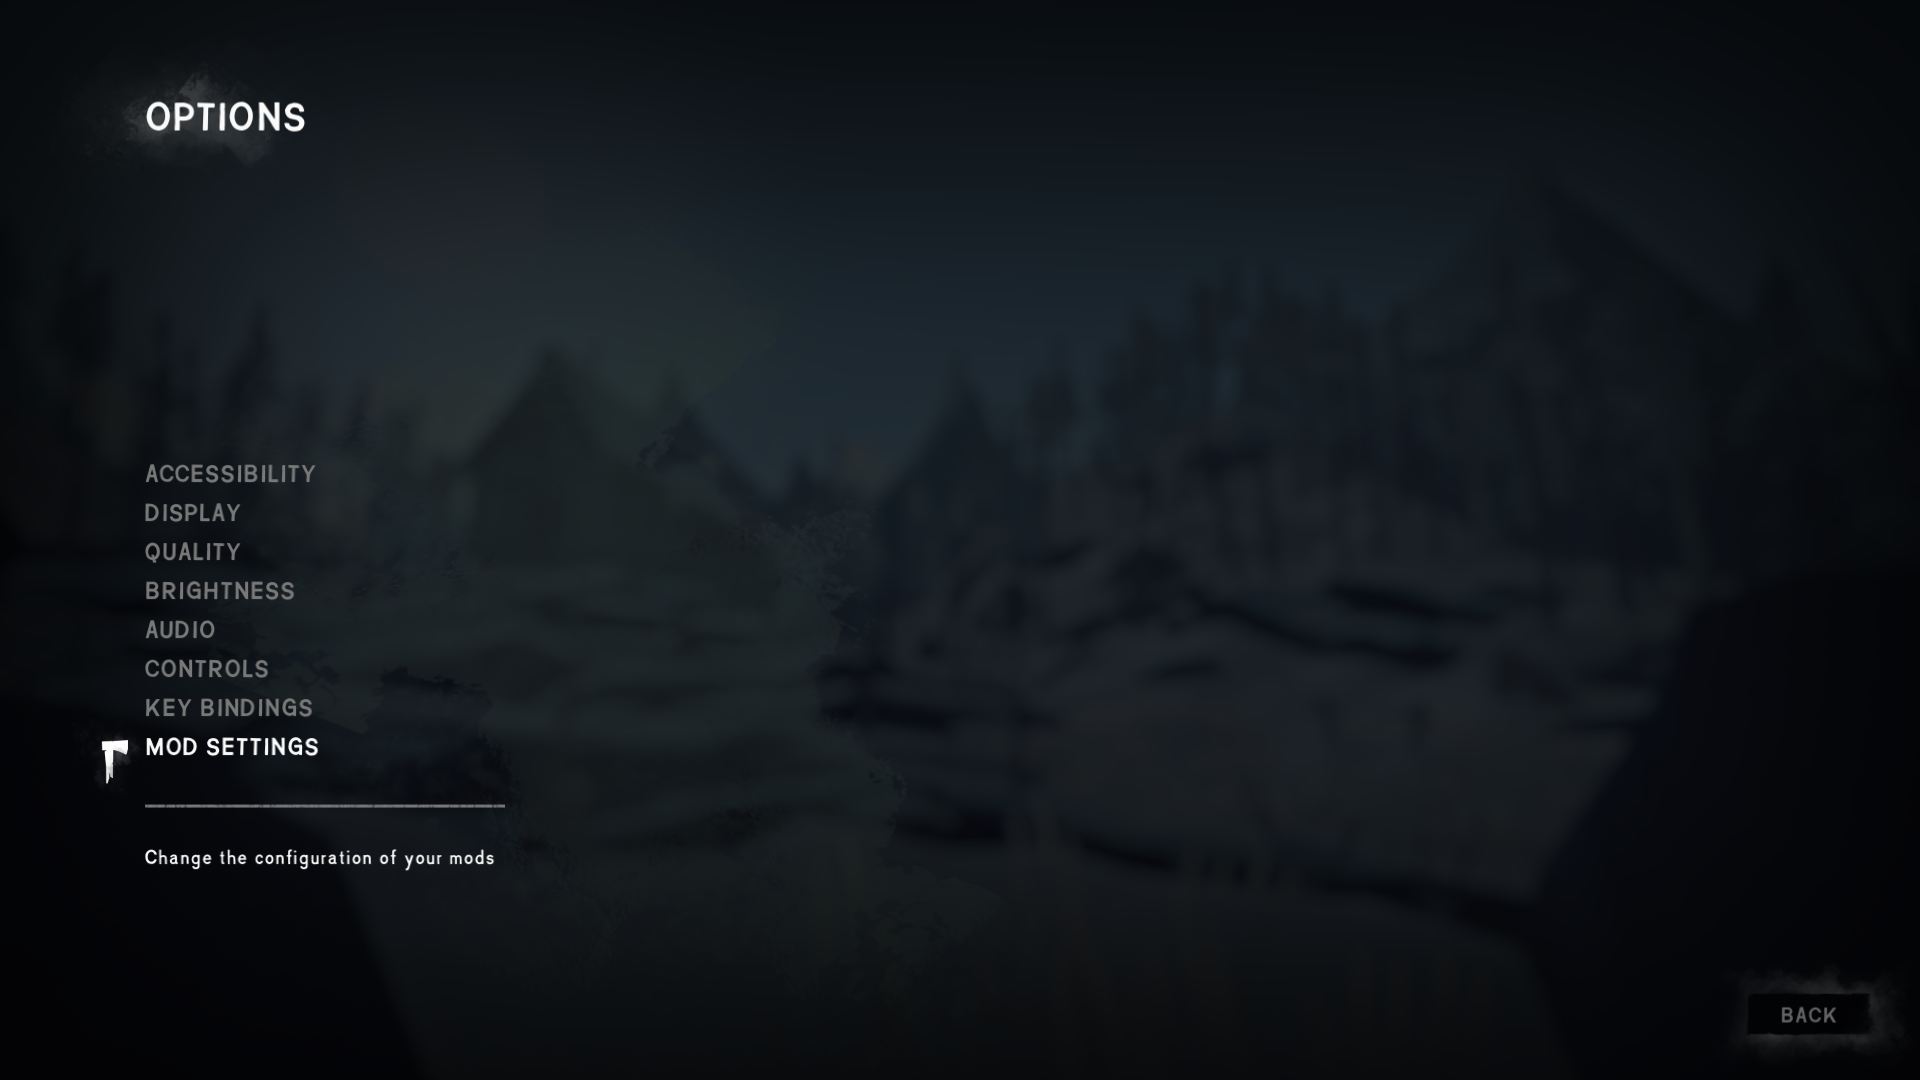 OPTIONS
ACCESSIBILITY
DISPLAY
QUALITY
BRIGHTNESS
AUDIO
CONTROLS
KEY BINDINGS
MOD SETTINGS
Change the configuration of your mods
BACK